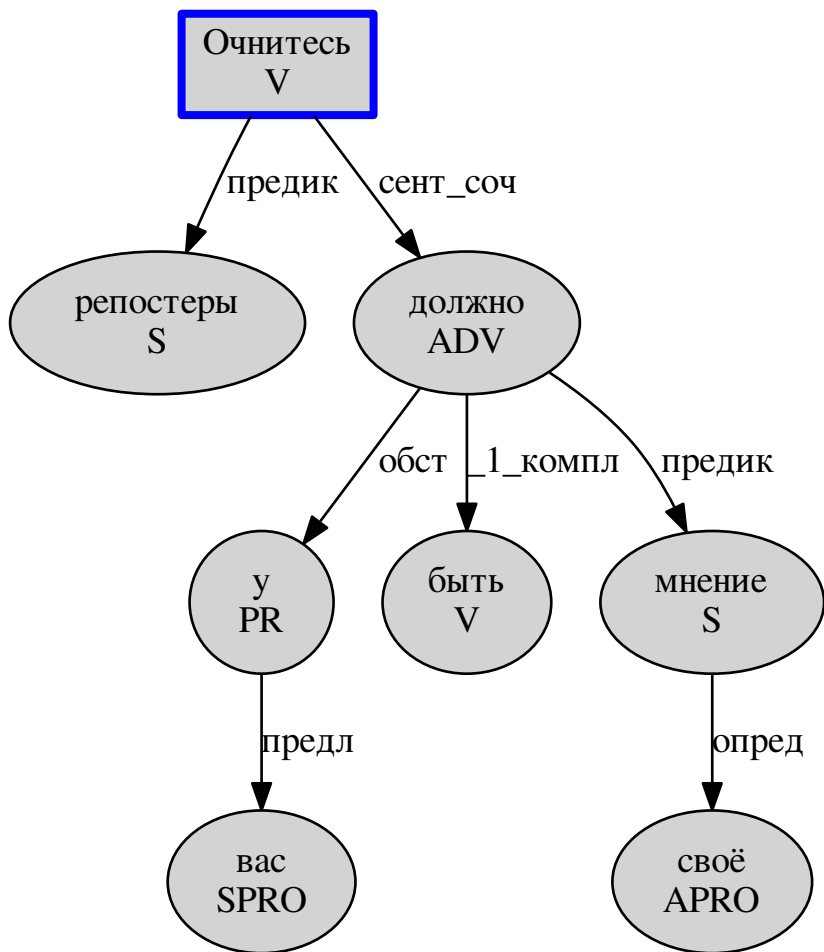 Очнитесь
V
предик
сент_соч
репостеры
S
должно
ADV
обст
_1_компл
предик
у
PR
быть
V
мнение
S
предл
опред
вас
SPRO
своё
APRO